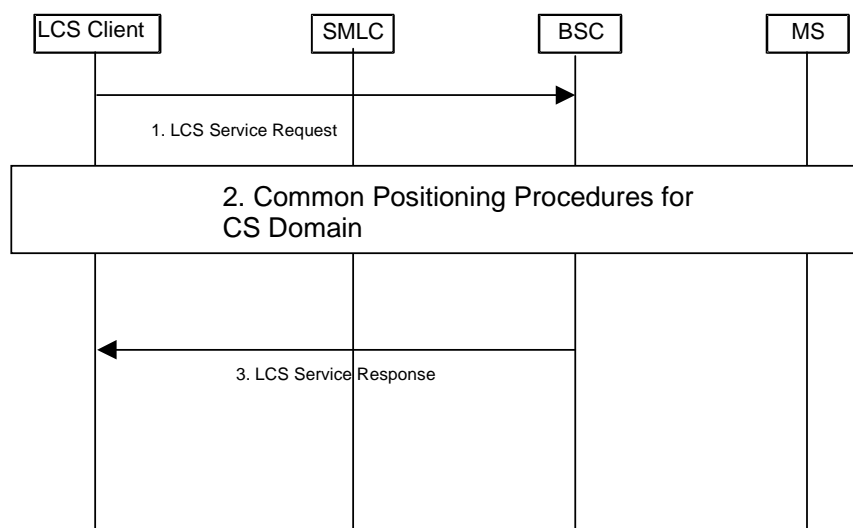 LCS Client
SMLC
BSC
MS
1. LCS Service Request
2. Common Positioning Procedures for
CS Domain
3. LCS Service Response